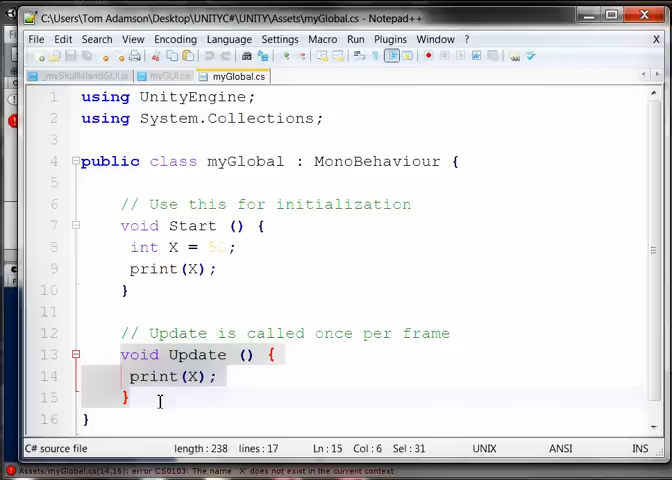 C:\Users\Tom Adamson\Desktop\UNITYC#\UNITY\Assets\myGlobal.cs - Notepad++
File Edit Search View Encoding Language Settings Macro Run Plugins Window ? X
_mySkullIslandGUI.js myGUI.cs myGlobal.cs
1 using UnityEngine;
2 using System.Collections;
3
4 public class myGlobal : MonoBehaviour {
5
6 // Use this for initialization
7 void Start () {
8 int X = 50;
9 print(X);
10 }
11
12 // Update is called once per frame
13 void Update () {
14 print(X);
15 }
16 }
C# source file length : 238 lines : 17 Ln : 15 Col : 6 Sel : 31 UNIX ANSI INS
Assets/myGlobal.cs(14,16): error CS0103: The name `X' does not exist in the current context